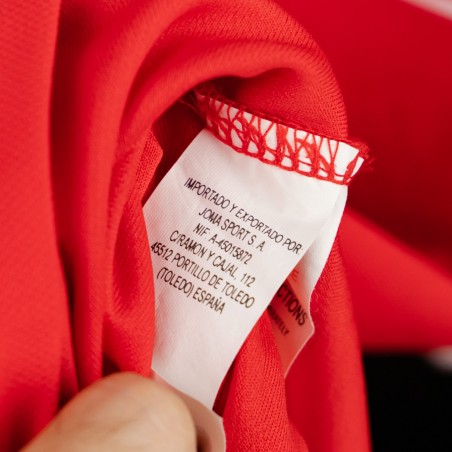 IMPORTADO Y EXPORTADO POR
JOMA SPORT S. A.
NIF. A-45015872
C/RAMON Y CAJAL, 112
45512 PORTILLO DE TOLEDO
(TOLEDO) ESPAÑA